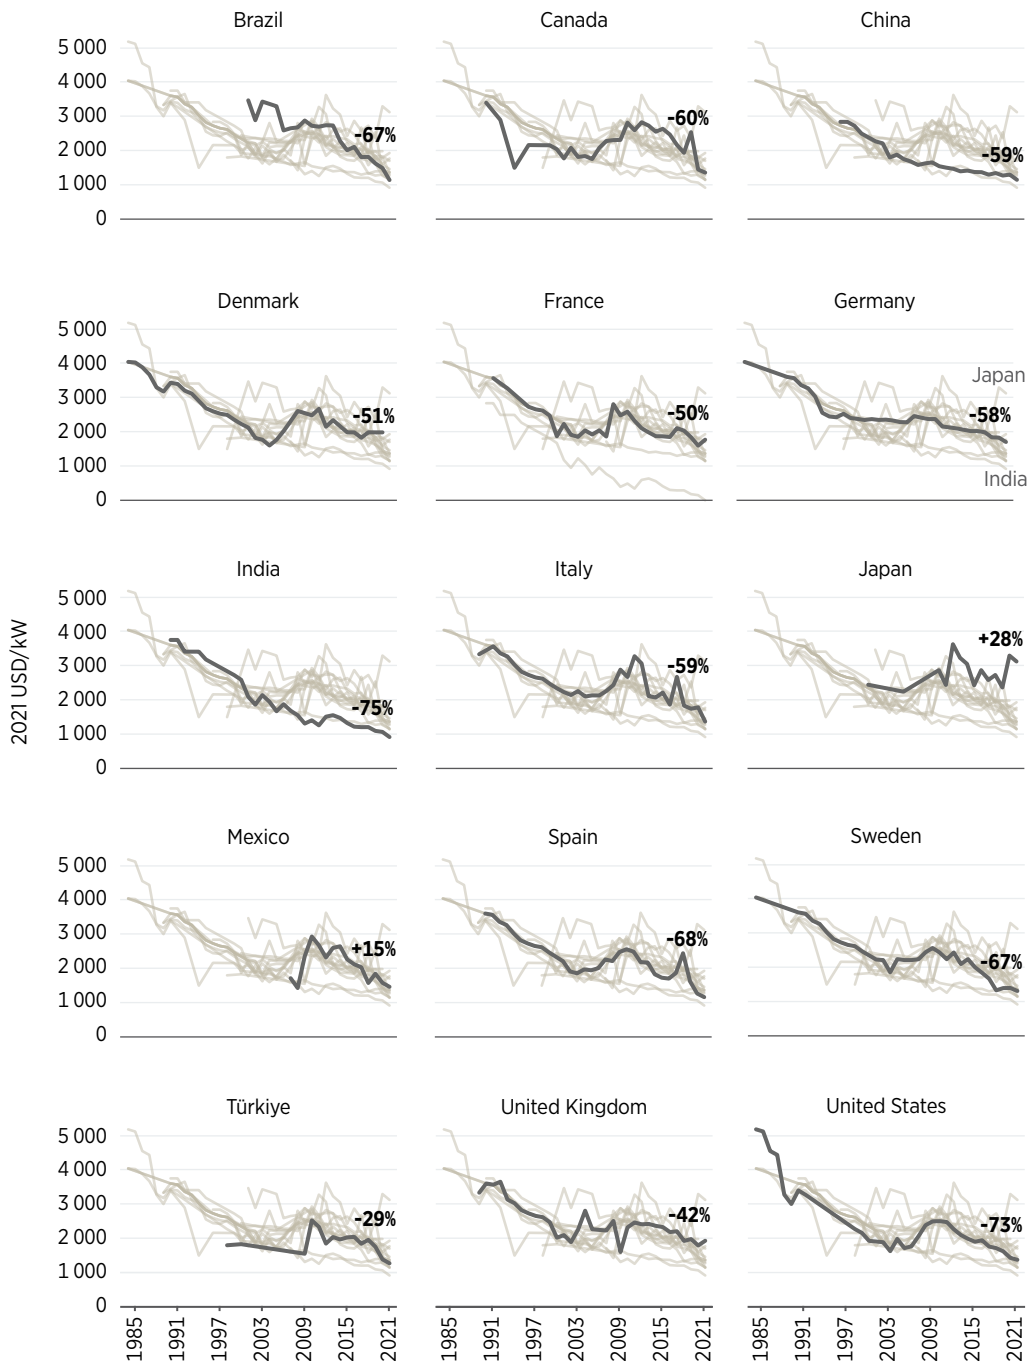 Brazil
Canada
China
5 000
4 000
3 000
2 000
1 000
0
-67%
-60%
-59%
Denmark
France
Germany
5 000
4 000
3 000
2 000
1 000
0
-51%
-50%
Japan
-58%
India
2021 USD/kW
India
Italy
Japan
5 000
4 000
3 000
2 000
1 000
0
-75%
-59%
+28%
Mexico
Spain
Sweden
5 000
4 000
3 000
2 000
1 000
0
+15%
-68%
-67%
Türkiye
United Kingdom
United States
5 000
4 000
3 000
2 000
1 000
0
-29%
-42%
-73%
1985 1991 1997 2003 2009 2015 2021
1985 1991 1997 2003 2009 2015 2021
1985 1991 1997 2003 2009 2015 2021